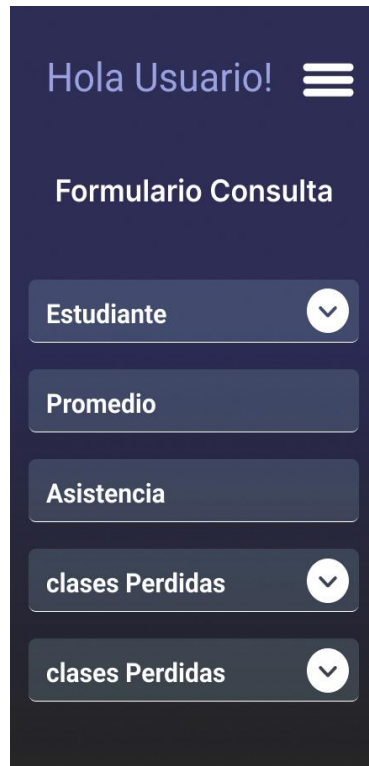 Hola Usuario!
Formulario Consulta
Estudiante
Promedio
Asistencia
clases Perdidas
clases Perdidas